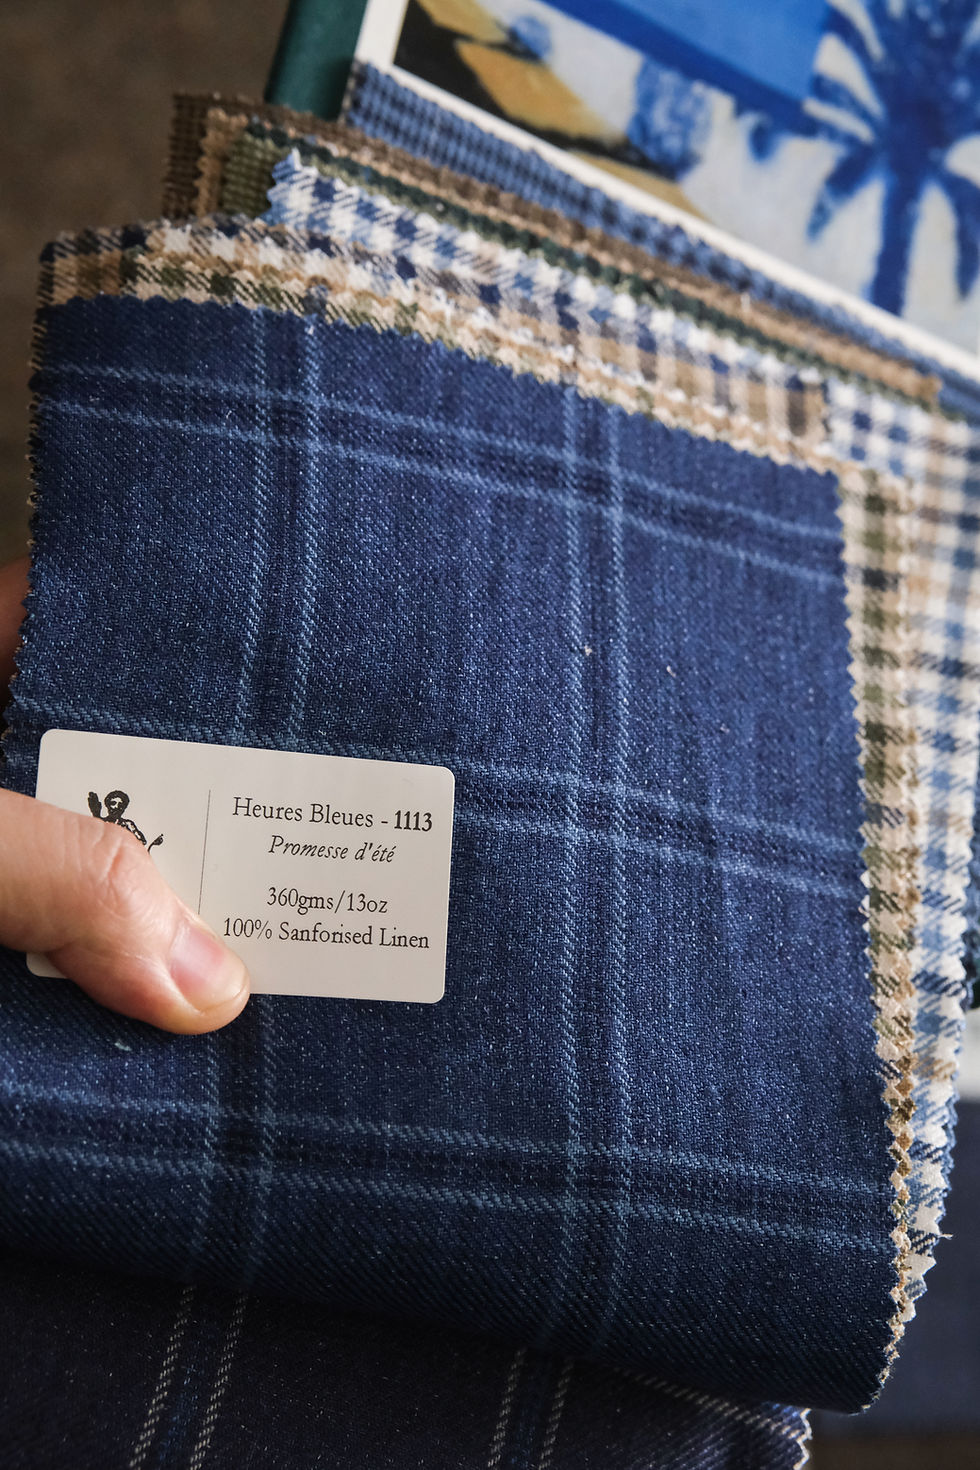 Heures Bleues - 1113
Promesse d'été
360gms/13oz
100% Sanforised Linen